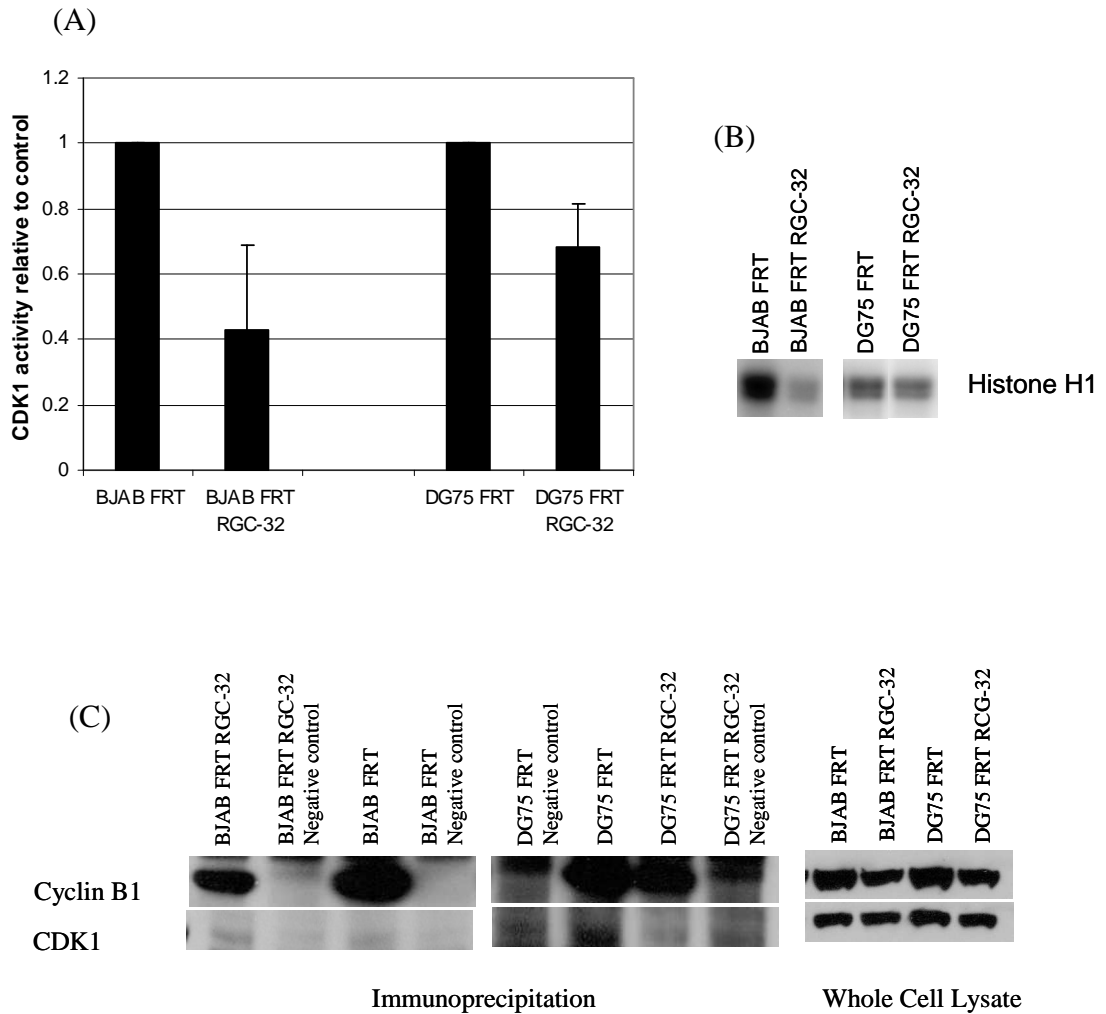 (A)
CDK1 activity relative to control
1.2
1
0.8
0.6
0.4
0.2
0
BJAB FRT
BJAB FRT
RGC-32
DG75 FRT
DG75 FRT
RGC-32
(B)
BJAB FRT
BJAB FRT RGC-32
DG75 FRT
DG75 FRT RGC-32
Histone H1
(C)
BJAB FRT RGC-32
BJAB FRT RGC-32
Negative control
BJAB FRT
BJAB FRT
Negative control
DG75 FRT
Negative control
DG75 FRT
DG75 FRT RGC-32
DG75 FRT RGC-32
Negative control
BJAB FRT
BJAB FRT RGC-32
DG75 FRT
DG75 FRT RCG-32
Cyclin B1
CDK1
Immunoprecipitation
Whole Cell Lysate